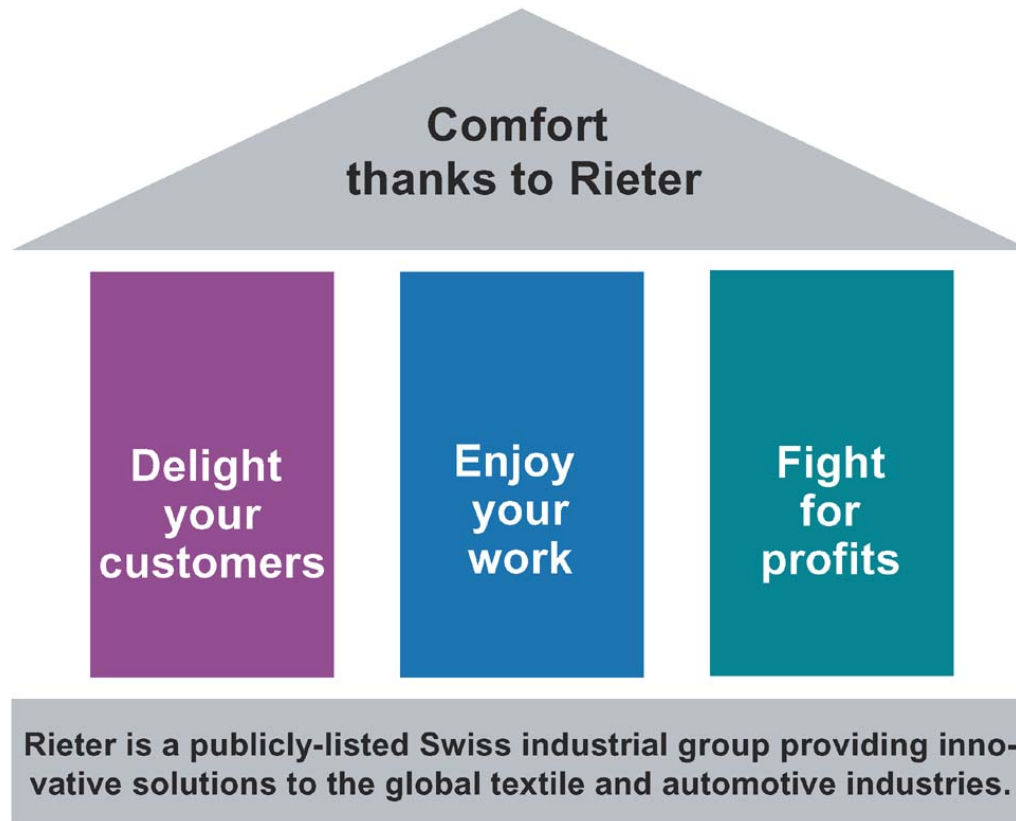 Comfort
thanks to Rieter
Delight
your
customers
Enjoy
your
work
Fight
for
profits
Rieter is a publicly-listed Swiss industrial group providing inno-
vative solutions to the global textile and automotive industries.